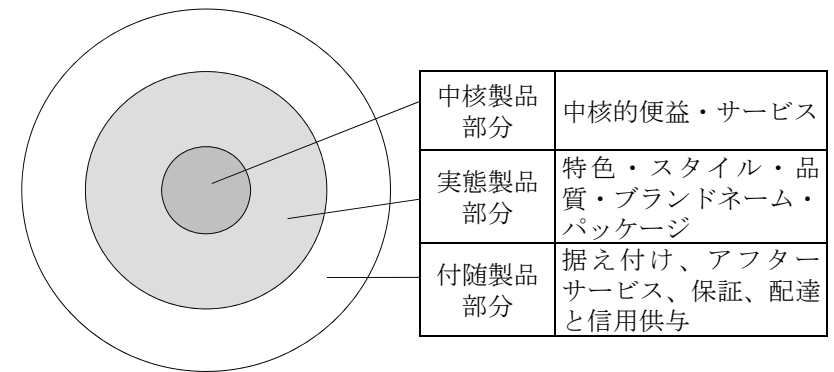 中核製品
部分
中核的便益・サービス
実態製品
部分
特色・スタイル・品
質・ブランドネーム・
パッケージ
付随製品
部分
据え付け、アフター
サービス、保証、配達
と信用供与